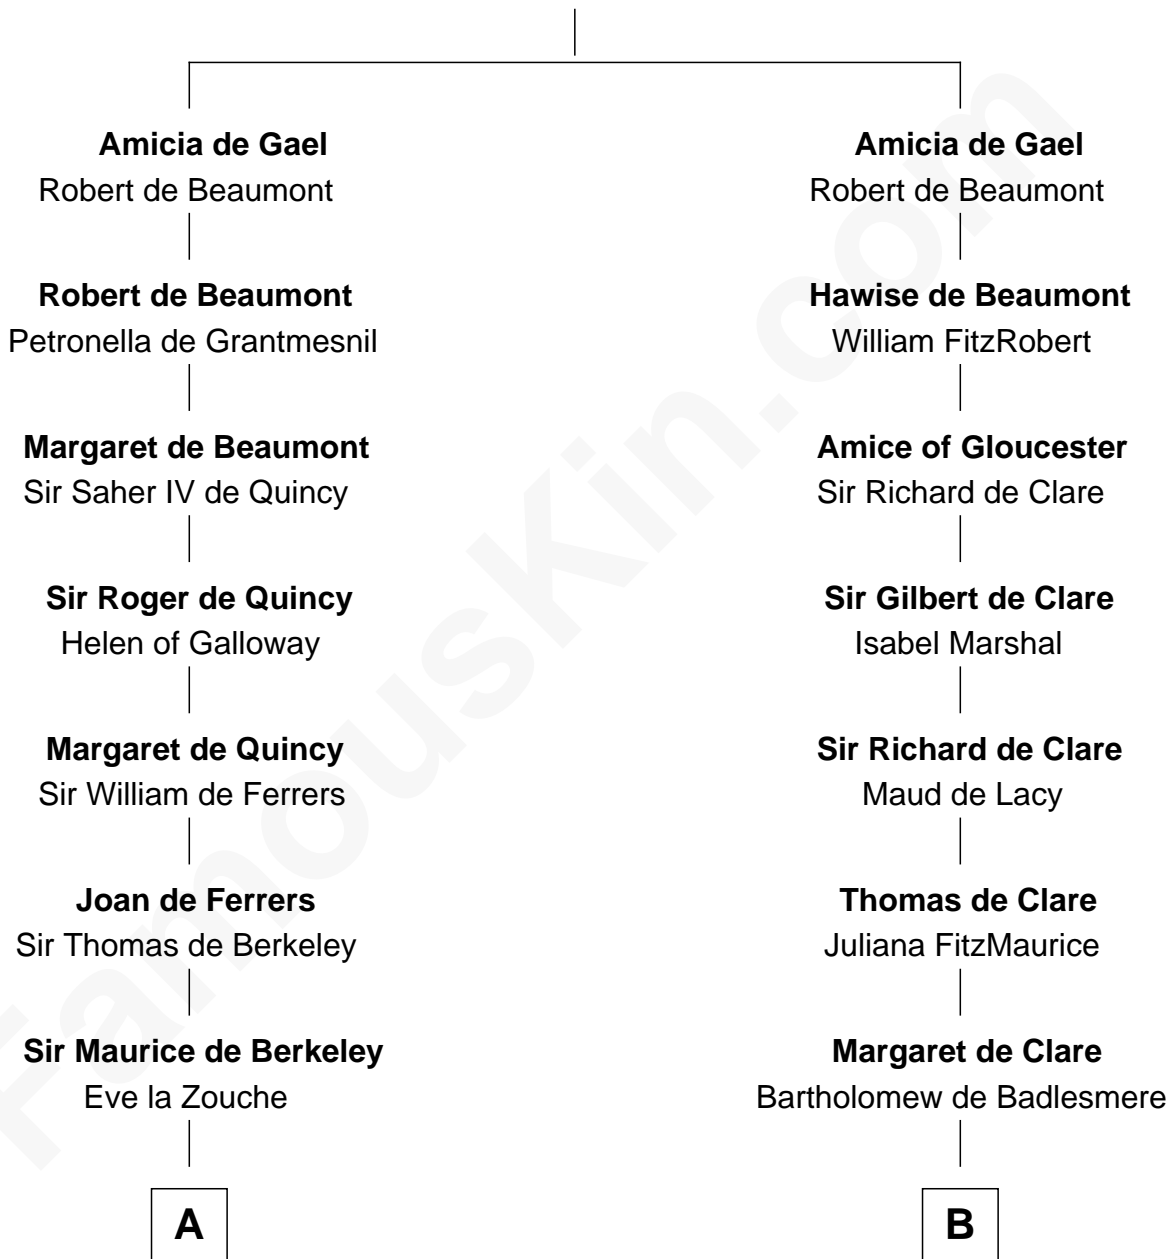 Amicia de Gael
Robert de Beaumont
Robert de Beaumont
Petronella de Grantmesnil
Margaret de Beaumont
Sir Saher IV de Quincy
Sir Roger de Quincy
Helen of Galloway
Margaret de Quincy
Sir William de Ferrers
Joan de Ferrers
Sir Thomas de Berkeley
Sir Maurice de Berkeley
Eve la Zouche
A
Amicia de Gael
Robert de Beaumont
Hawise de Beaumont
William FitzRobert
Amice of Gloucester
Sir Richard de Clare
Sir Gilbert de Clare
Isabel Marshal
Sir Richard de Clare
Maud de Lacy
Thomas de Clare
Juliana FitzMaurice
Margaret de Clare
Bartholomew de Badlesmere
B
FamousKin.com